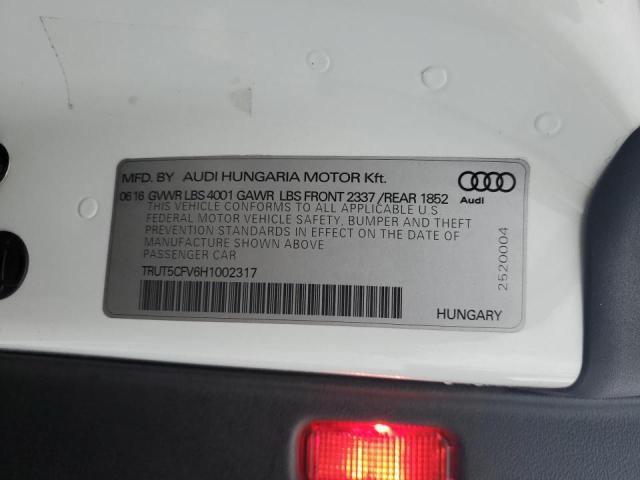 MFD. BY AUDI HUNGARIA MOTOR Kft.
0616 GVWR LBS 4001 GAWR LBS FRONT 2337 /REAR 1852
THIS VEHICLE CONFORMS TO ALL APPLICABLE U.S
FEDERAL MOTOR VEHICLE SAFETY, BUMPER AND THEFT
PREVENTION STANDARDS IN EFFECT ON THE DATE OF
MANUFACTURE SHOWN ABOVE
PASSENGER CAR
TRUT5CFV6H1002317
HUNGARY
Audi
2520004